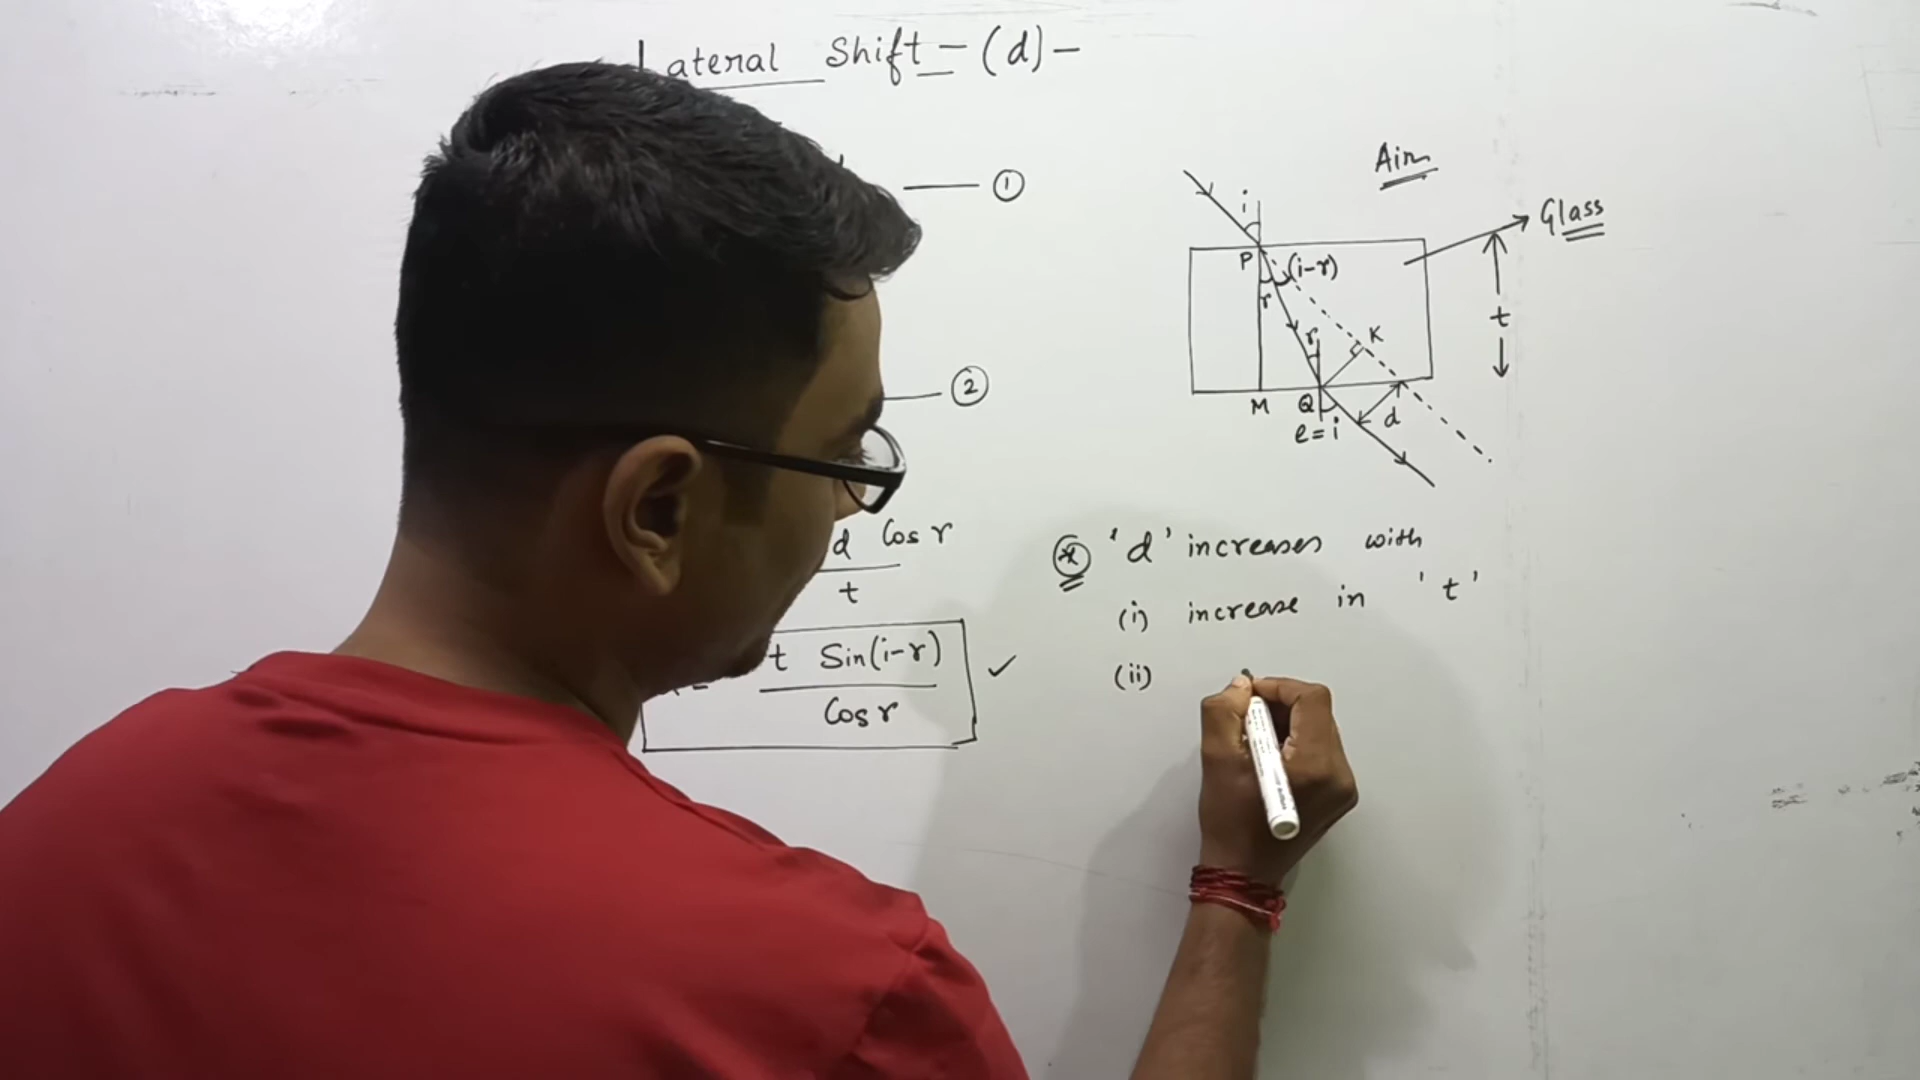 Lateral Shift - (d) -
①
②
d Cos r
t
t Sin(i-r)
Cos r
Air
Glass
i
P
(i-r)
r
r
K
t
M
Q
d
e=i
* 'd' increases with
(i) increase in 't'
(ii)